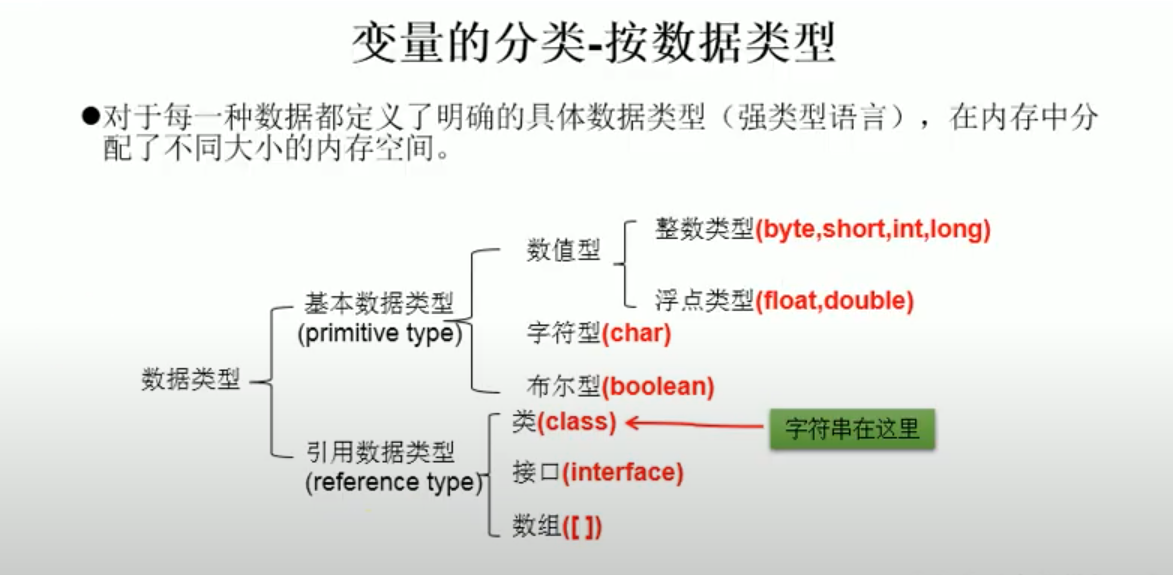 变量的分类-按数据类型
●对于每一种数据都定义了明确的具体数据类型（强类型语言），在内存中分
配了不同大小的内存空间。
整数类型(byte,short,int,long)
数值型
浮点类型(float,double)
基本数据类型
(primitive type)
字符型(char)
数据类型
布尔型(boolean)
类(class)
字符串在这里
引用数据类型
(reference type)
接口(interface)
数组([ ])